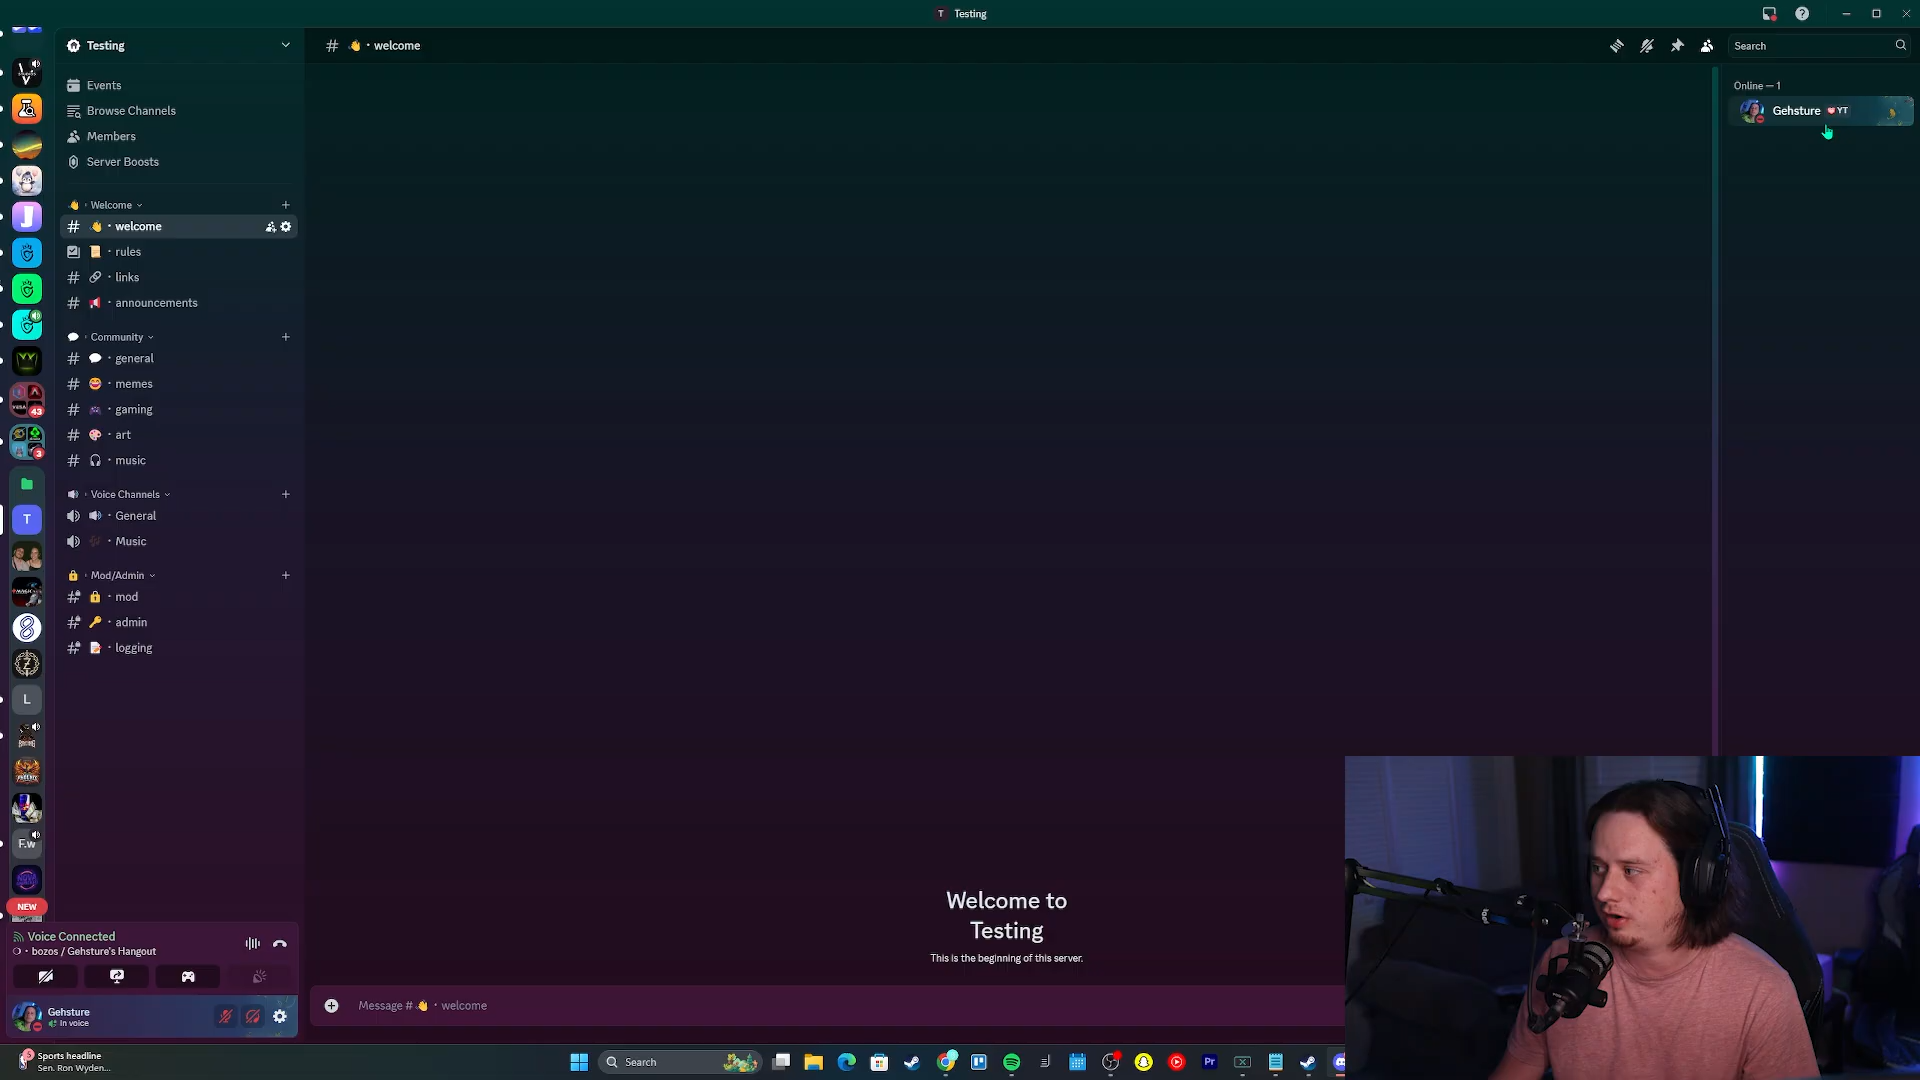 T Testing
Testing
Events
Browse Channels
Members
Server Boosts
Welcome
welcome
rules
links
announcements
Community
general
memes
gaming
art
music
Voice Channels
General
Music
Mod/Admin
mod
admin
logging
43
3
T
L
F.w
NEW
Voice Connected
bozos / Gehsture's Hangout
Gehsture
In voice
# welcome
Search
Online — 1
Gehsture YT
Welcome to
Testing
This is the beginning of this server.
Message # welcome
Sports headline
Sen. Ron Wyden...
Search
Pr